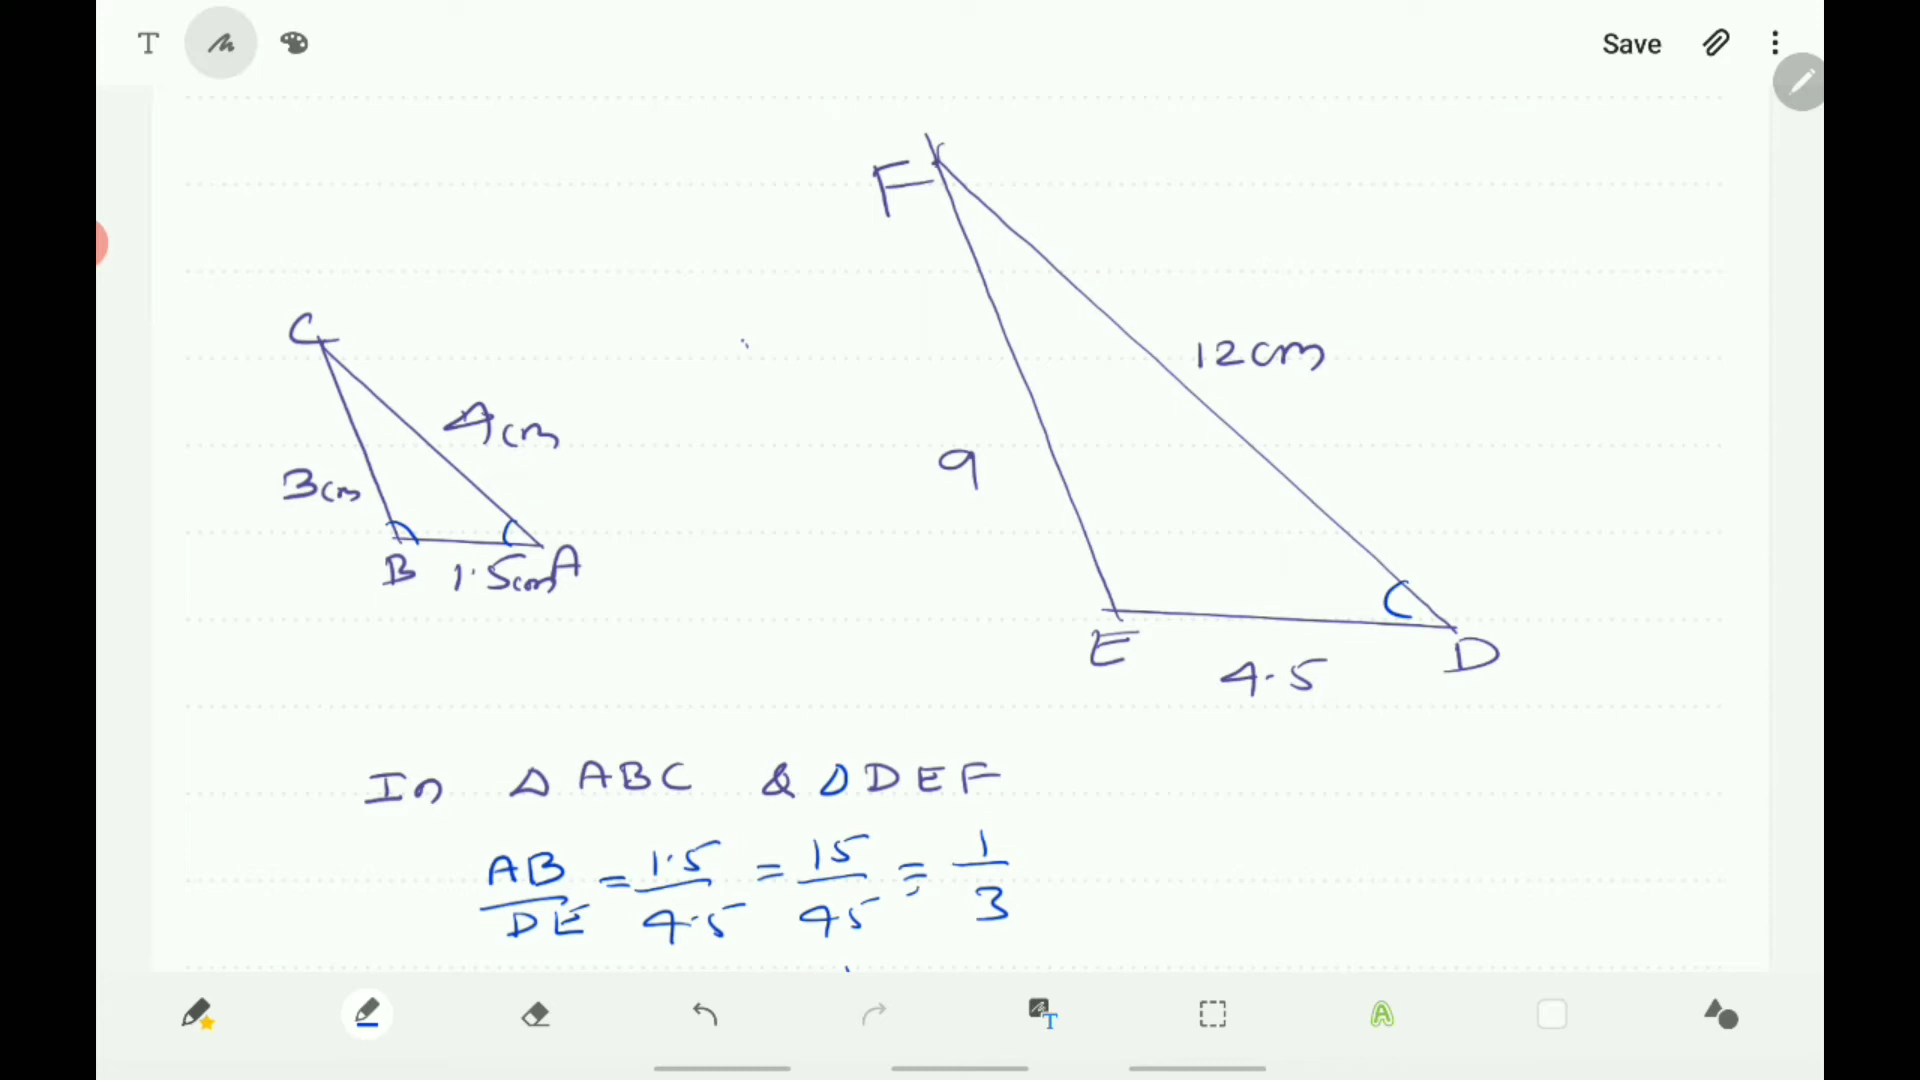 T
Save
F
C
12cm
4cm
9
3cm
B 1.5cm A
E
D
4.5
In △ ABC & △ DEF
AB/DE = 1.5/4.5 = 15/45 = 1/3
T
A